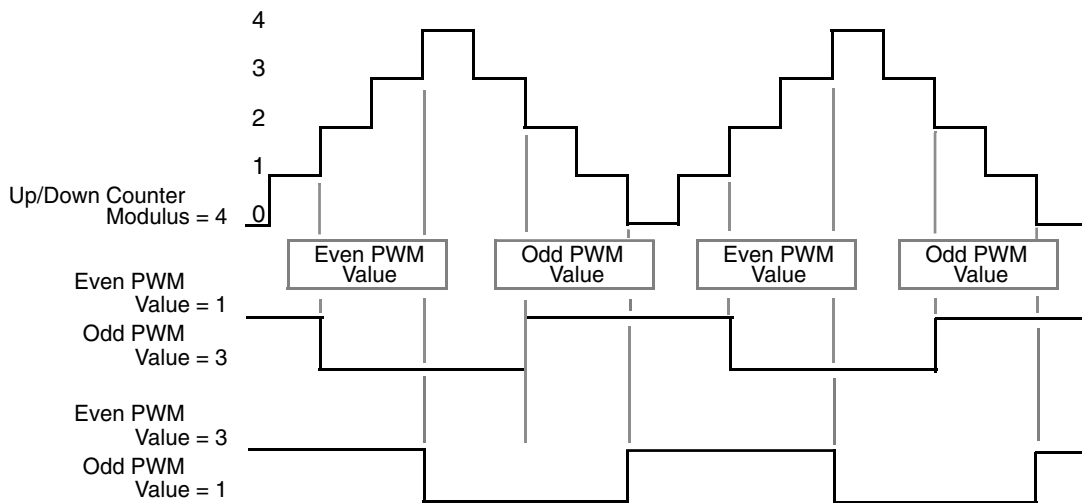 4
3
2
1
Up/Down Counter
Modulus = 4
0
Even PWM
Value
Odd PWM
Value
Even PWM
Value
Odd PWM
Value
Even PWM
Value = 1
Odd PWM
Value = 3
Even PWM
Value = 3
Odd PWM
Value = 1